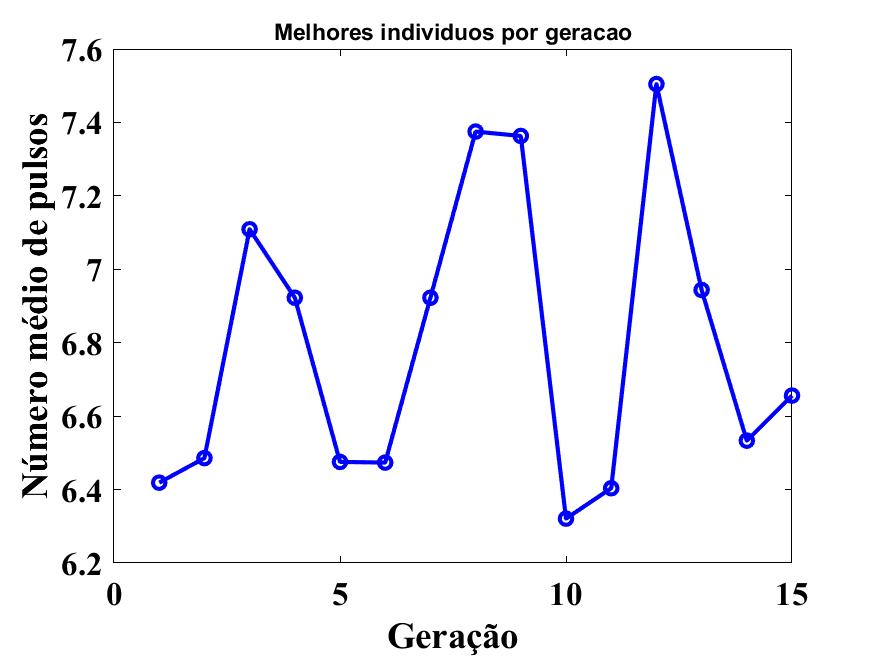 Melhores individuos por geracao
Número médio de pulsos
7.6
7.4
7.2
7
6.8
6.6
6.4
6.2
0 5 10 15
Geração